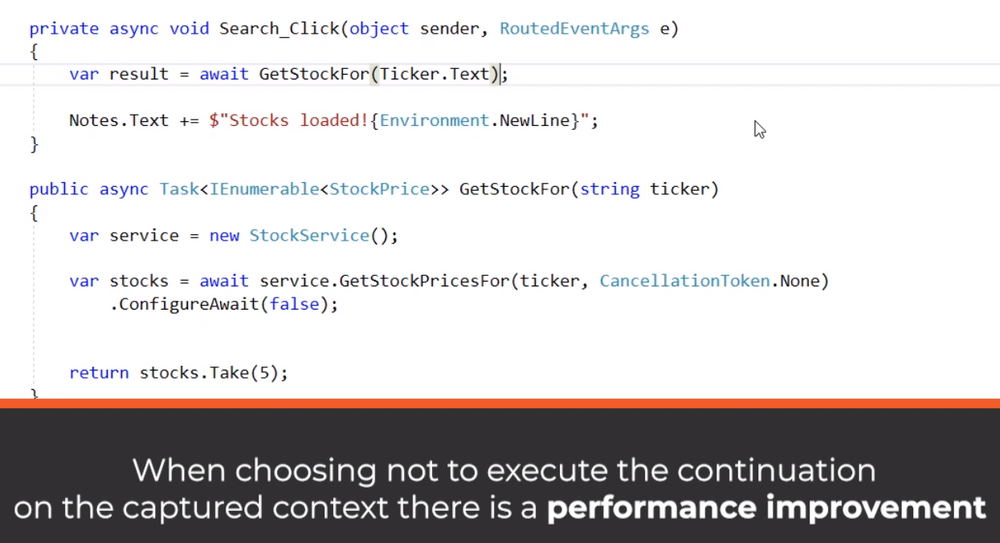 private async void Search_Click(object sender, RoutedEventArgs e)
{
var result = await GetStockFor(Ticker.Text);
Notes.Text += $"Stocks loaded!{Environment.NewLine}";
}
public async Task<IEnumerable<StockPrice>> GetStockFor(string ticker)
{
var service = new StockService();
var stocks = await service.GetStockPricesFor(ticker, CancellationToken.None)
.ConfigureAwait(false);
return stocks.Take(5);
}
When choosing not to execute the continuation
on the captured context there is a performance improvement